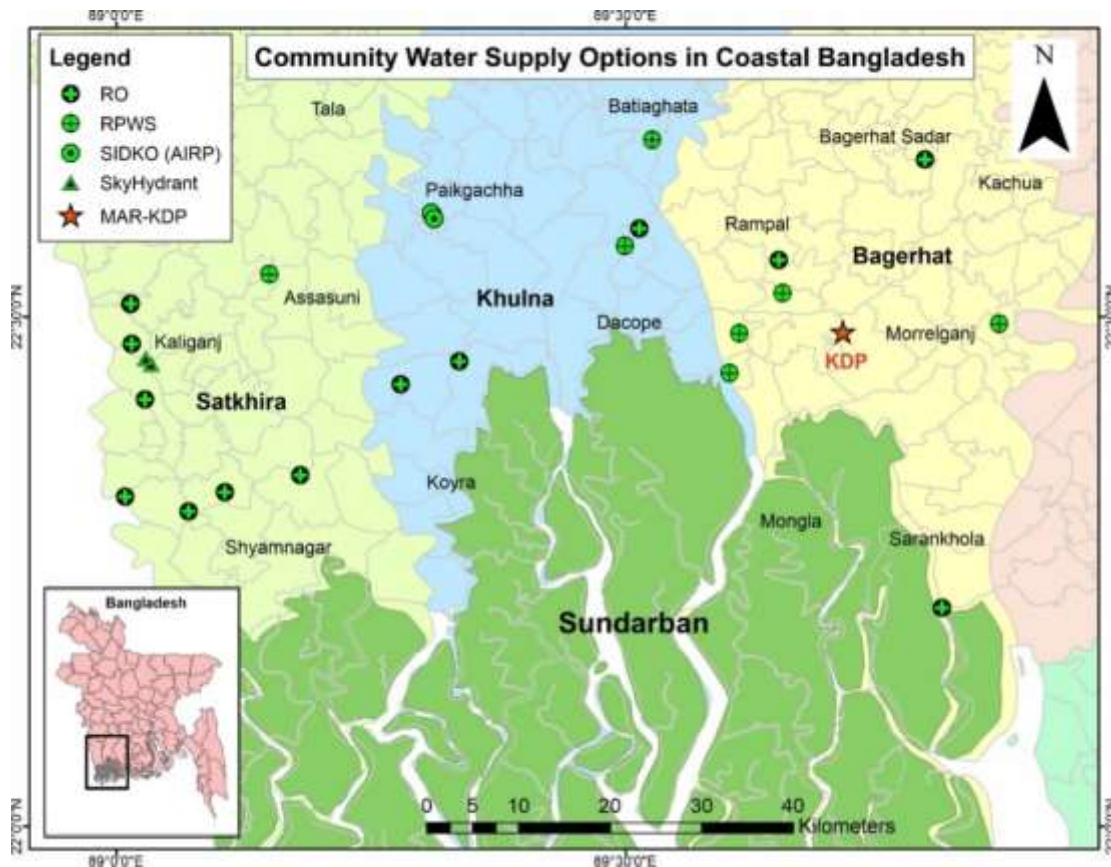 89°0'0"E
89°30'0"E
Legend
RO
RPWS
SIDKO (AIRP)
SkyHydrant
MAR-KDP
Community Water Supply Options in Coastal Bangladesh
N
Tala
Batiaghata
Bagerhat Sadar
Kachua
Paikgachha
Rampal
Bagerhat
Assasuni
Khulna
22°30'0"N
Dacope
Kaliganj
Morrelganj
KDP
Satkhira
Koyra
Mongla
Sarankhola
Shyamnagar
Bangladesh
Sundarban
0 5 10 20 30 40
Kilometers
22°0'0"N
22°0'0"N
89°0'0"E
89°30'0"E